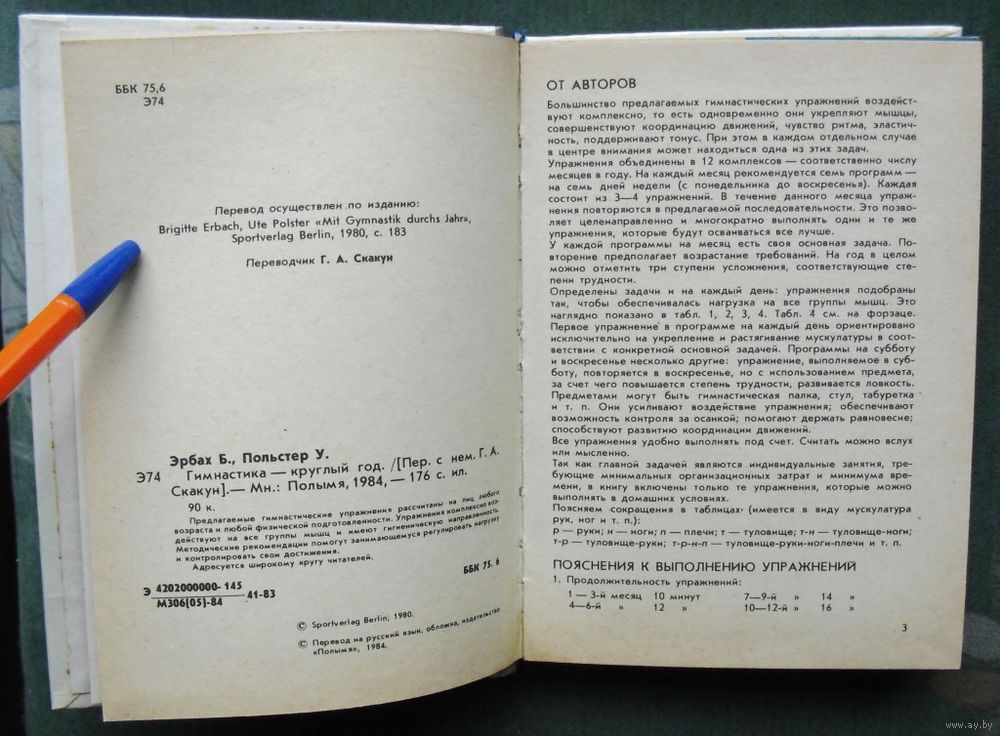 ББК 75,6
Э74
Перевод осуществлен по изданию:
Brigitte Erbach, Ute Polster «Mit Gymnastik durchs Jahr»,
Sportverlag Berlin, 1980, с. 183
Переводчик Г. А. Скакун
Эрбах Б., Польстер У.
Э74 Гимнастика — круглый год. /[Пер. с нем. Г. А.
Скакун].— Мн.: Полымя, 1984, — 176 с. ил.
90 к.
Предлагаемые гимнастические упражнения рассчитаны на лиц любого
возраста и любой физической подготовленности. Упражнения комплексно воз-
действуют на все группы мышц и имеют гигиеническую направленность.
Методические рекомендации помогут занимающемуся регулировать нагрузку
и контролировать свои достижения.
Адресуется широкому кругу читателей.
Э 4202000000- 145
М306(05)-84
41-83
ББК 75. 6
© Sportverlag Berlin, 1980.
© Перевод на русский язык, обложка, издательство
«Полымя», 1984.
ОТ АВТОРОВ
Большинство предлагаемых гимнастических упражнений воздейст-
вуют комплексно, то есть одновременно они укрепляют мышцы,
совершенствуют координацию движений, чувство ритма, эластич-
ность, поддерживают тонус. При этом в каждом отдельном случае
в центре внимания может находиться одна из этих задач.
Упражнения объединены в 12 комплексов — соответственно числу
месяцев в году. На каждый месяц рекомендуется семь программ —
на семь дней недели (с понедельника до воскресенья). Каждая
состоит из 3—4 упражнений. В течение данного месяца упраж-
нения повторяются в предлагаемой последовательности. Это позво-
ляет целенаправленно и многократно выполнять одни и те же
упражнения, которые будут осваиваться все лучше.
У каждой программы на месяц есть своя основная задача. По-
вторение предполагает возрастание требований. На год в целом
можно отметить три ступени усложнения, соответствующие сте-
пени трудности.
Определены задачи и на каждый день: упражнения подобраны
так, чтобы обеспечивалась нагрузка на все группы мышц. Это
наглядно показано в табл. 1, 2, 3, 4. Табл. 4 см. на форзаце.
Первое упражнение в программе на каждый день ориентировано
исключительно на укрепление и растягивание мускулатуры в со-
ответствии с конкретной основной задачей. Программы на субботу
и воскресенье несколько другие: упражнение, выполняемое в суб-
боту, повторяется в воскресенье, но с использованием предмета,
за счет чего повышается степень трудности, развивается ловкость.
Предметами могут быть гимнастическая палка, стул, табуретка
и т. п. Они усиливают воздействие упражнения; обеспечивают
возможность контроля за осанкой; помогают держать равновесие;
способствуют развитию координации движений.
Все упражнения удобно выполнять под счет. Считать можно вслух
или мысленно.
Так как главной задачей являются индивидуальные занятия, тре-
бующие минимальных организационных затрат и минимума вре-
мени, в книгу включены только те упражнения, которые можно
выполнять в домашних условиях.
Поясняем сокращения в таблицах (имеется в виду мускулатура
рук, ног и т. п.):
р — руки; н — ноги; п — плечи; т — туловище; т-н — туловище-ноги;
т-р — туловище-руки; т-р-н-п — туловище-руки-ноги-плечи и т. п.
ПОЯСНЕНИЯ К ВЫПОЛНЕНИЮ УПРАЖНЕНИЙ
1. Продолжительность упражнений:
1 — 3-й месяц 10 минут 7—9-й » 14 »
4—6-й » 12 » 10—12-й » 16 »
3
www.ay.by